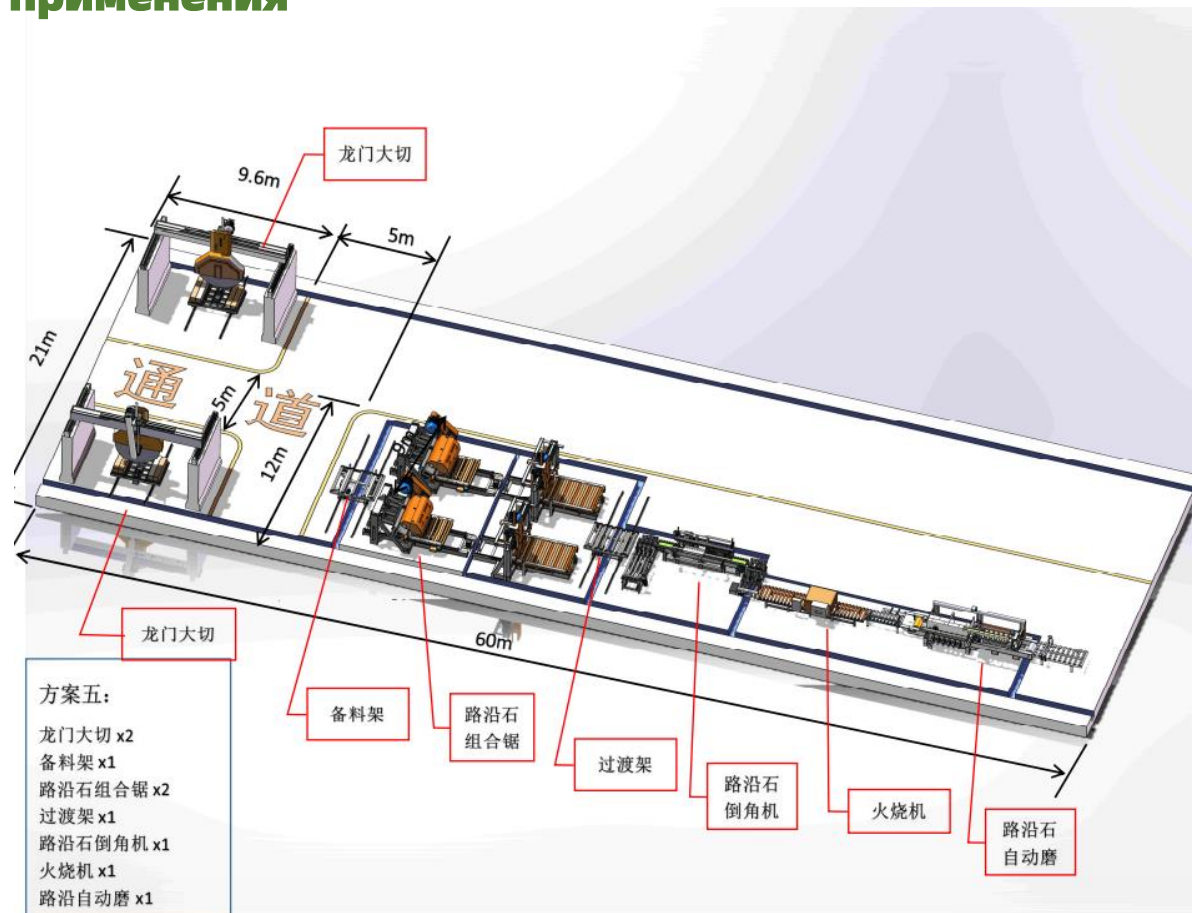 применения
龙门大切
9.6m
5m
21m
通道
5m
12m
龙门大切
60m
备料架
路沿石
组合锯
过渡架
路沿石
倒角机
火烧机
路沿石
自动磨
方案五：
龙门大切 x2
备料架 x1
路沿石组合锯 x2
过渡架 x1
路沿石倒角机 x1
火烧机 x1
路沿自动磨 x1